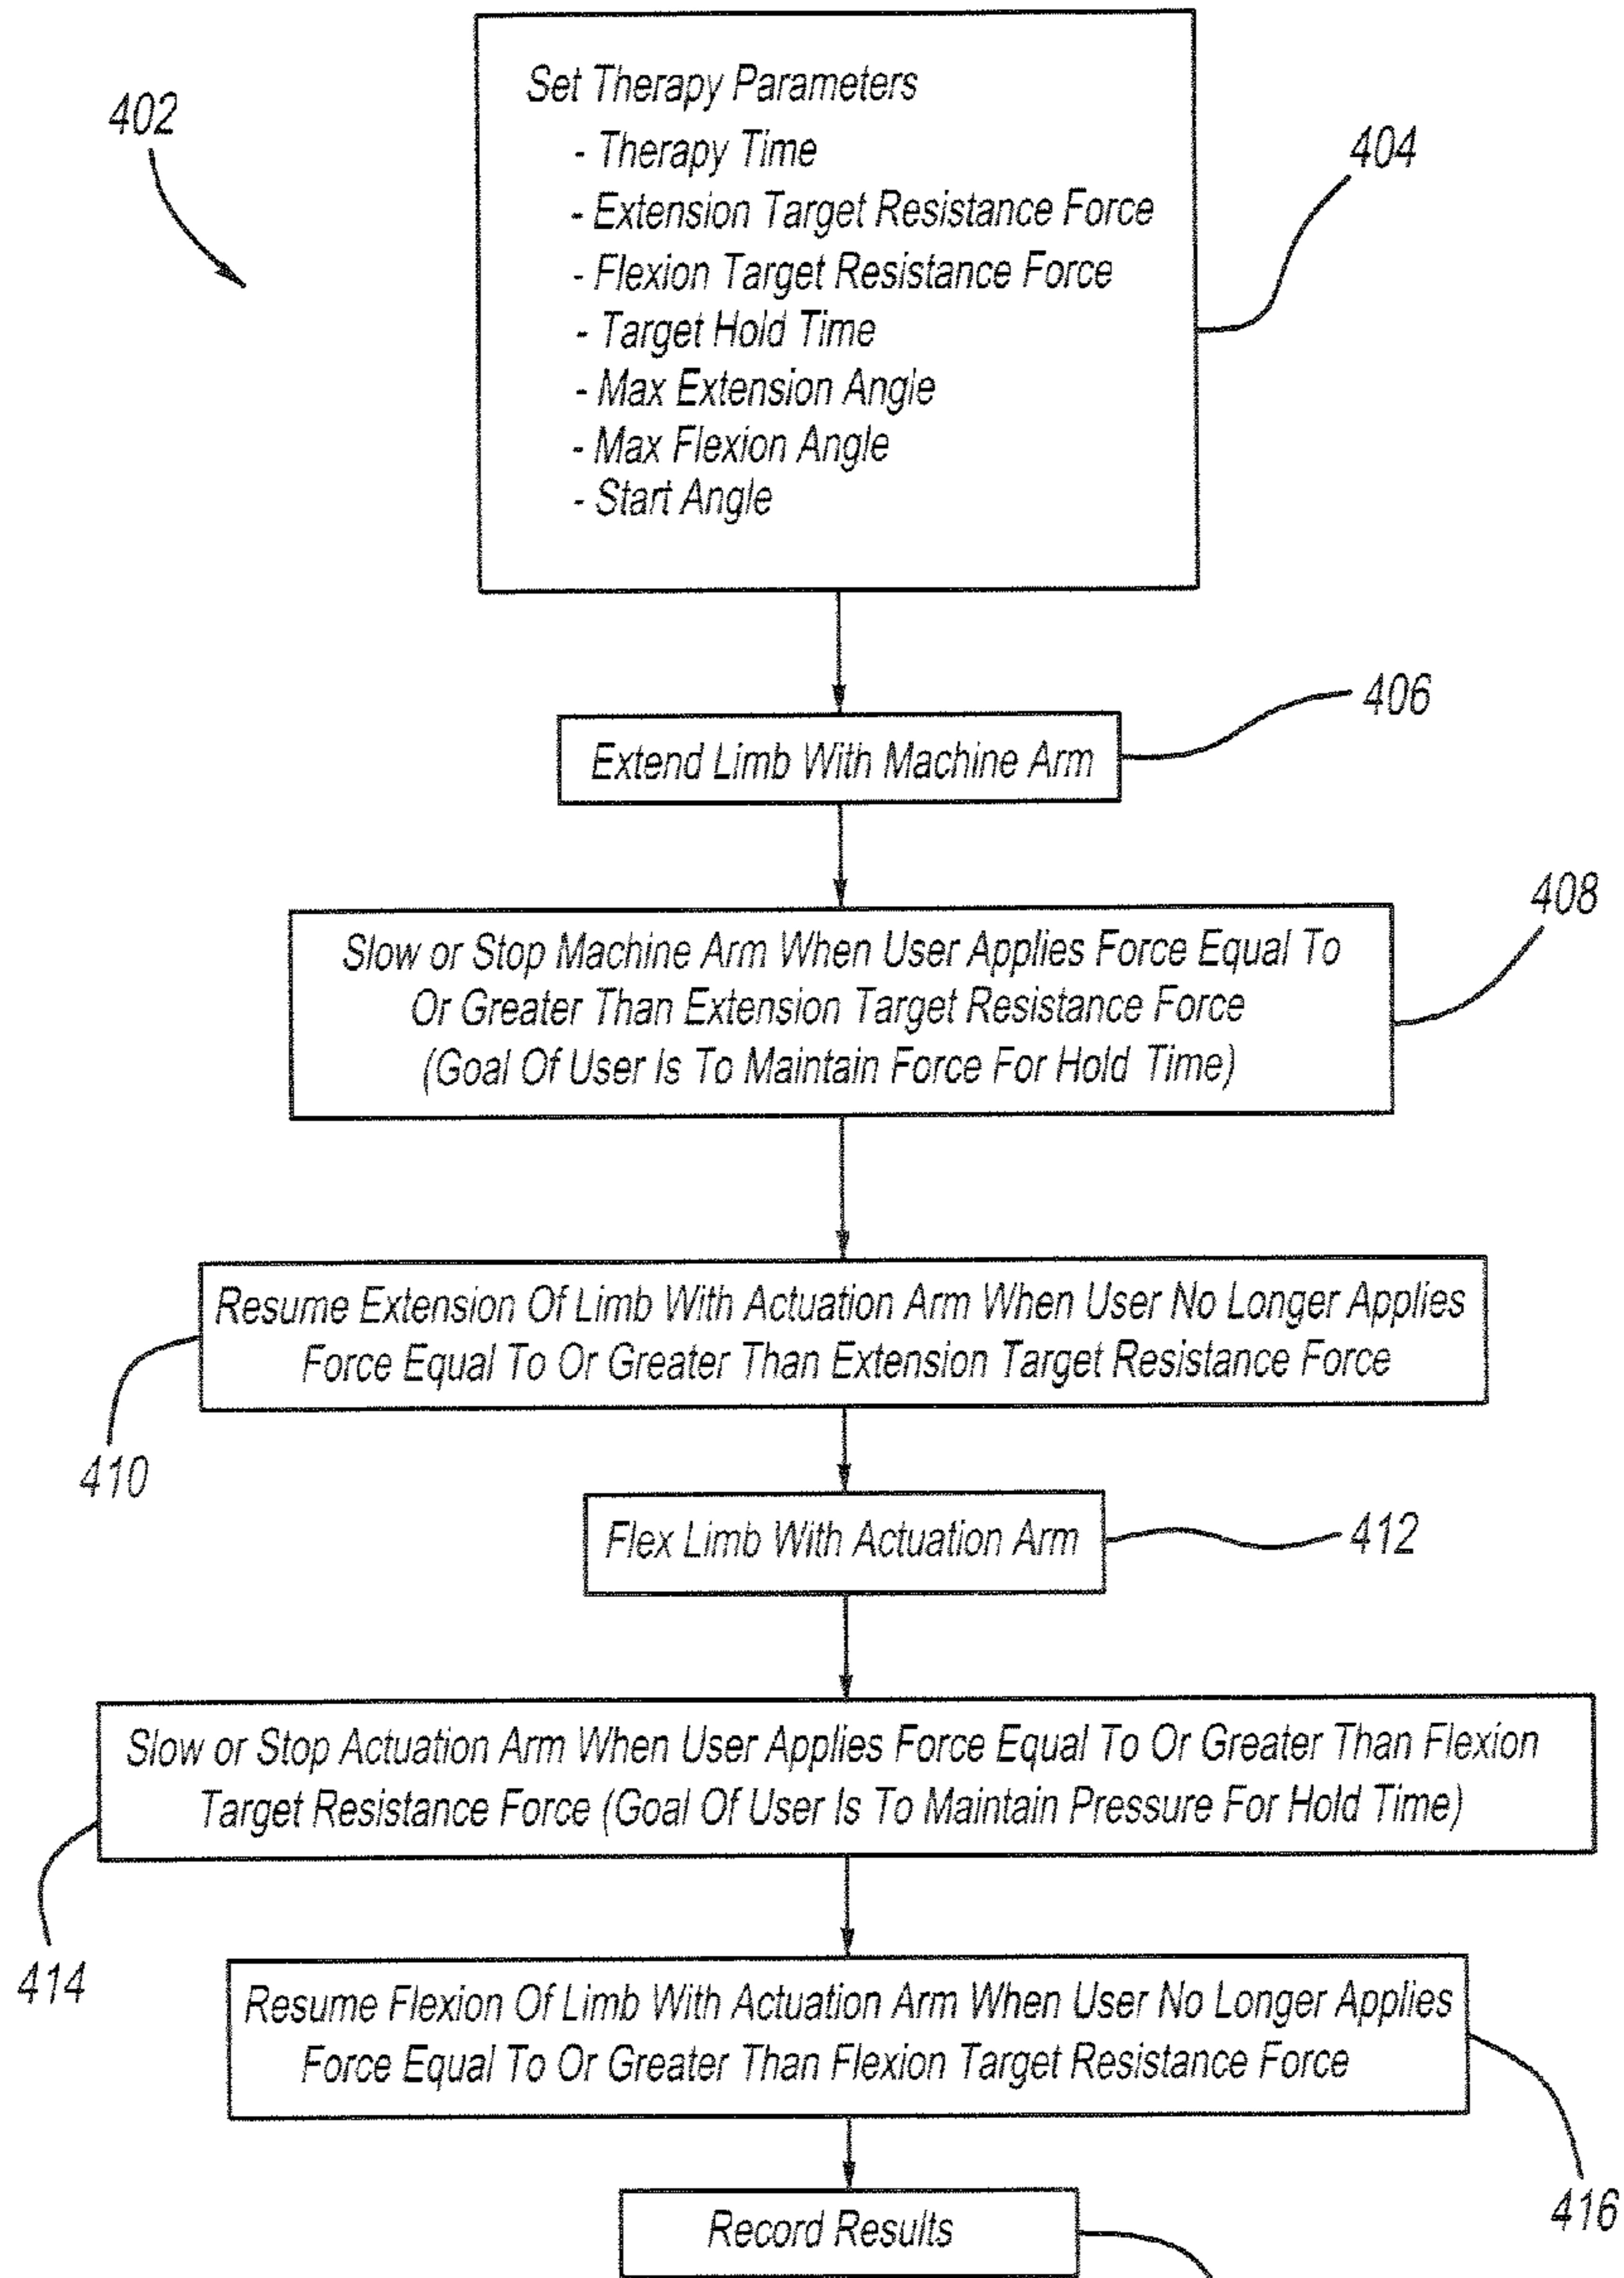 402
Set Therapy Parameters
- Therapy Time
- Extension Target Resistance Force
- Flexion Target Resistance Force
- Target Hold Time
- Max Extension Angle
- Max Flexion Angle
- Start Angle
404
406
Extend Limb With Machine Arm
408
Slow or Stop Machine Arm When User Applies Force Equal To
Or Greater Than Extension Target Resistance Force
(Goal Of User Is To Maintain Force For Hold Time)
Resume Extension Of Limb With Actuation Arm When User No Longer Applies
Force Equal To Or Greater Than Extension Target Resistance Force
410
Flex Limb With Actuation Arm
412
Slow or Stop Actuation Arm When User Applies Force Equal To Or Greater Than Flexion
Target Resistance Force (Goal Of User Is To Maintain Pressure For Hold Time)
414
Resume Flexion Of Limb With Actuation Arm When User No Longer Applies
Force Equal To Or Greater Than Flexion Target Resistance Force
416
Record Results